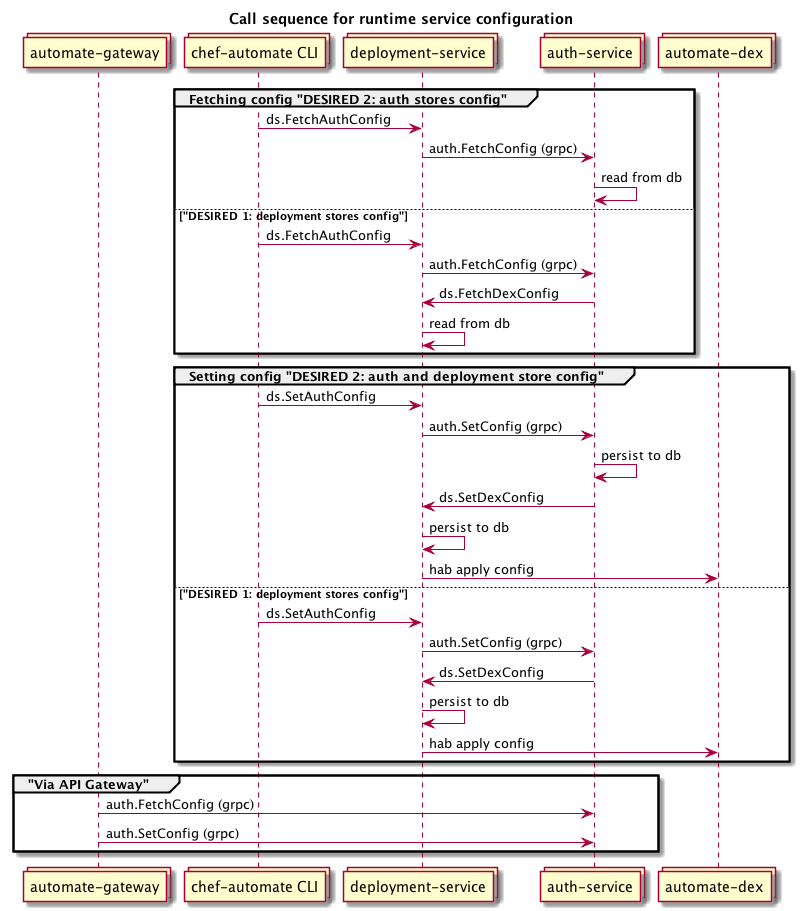 Call sequence for runtime service configuration
automate-gateway chef-automate CLI deployment-service auth-service automate-dex
Fetching config "DESIRED 2: auth stores config"
ds.FetchAuthConfig
auth.FetchConfig (grpc)
read from db
["DESIRED 1: deployment stores config"]
ds.FetchAuthConfig
auth.FetchConfig (grpc)
ds.FetchDexConfig
read from db
Setting config "DESIRED 2: auth and deployment store config"
ds.SetAuthConfig
auth.SetConfig (grpc)
persist to db
ds.SetDexConfig
persist to db
hab apply config
["DESIRED 1: deployment stores config"]
ds.SetAuthConfig
auth.SetConfig (grpc)
ds.SetDexConfig
persist to db
hab apply config
"Via API Gateway"
auth.FetchConfig (grpc)
auth.SetConfig (grpc)
automate-gateway chef-automate CLI deployment-service auth-service automate-dex